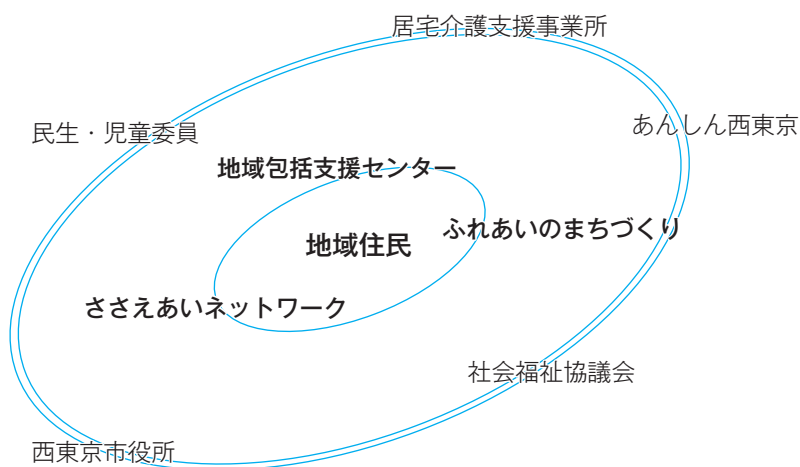 居宅介護支援事業所
あんしん西東京
民生・児童委員
地域包括支援センター
ふれあいのまちづくり
地域住民
ささえあいネットワーク
社会福祉協議会
西東京市役所